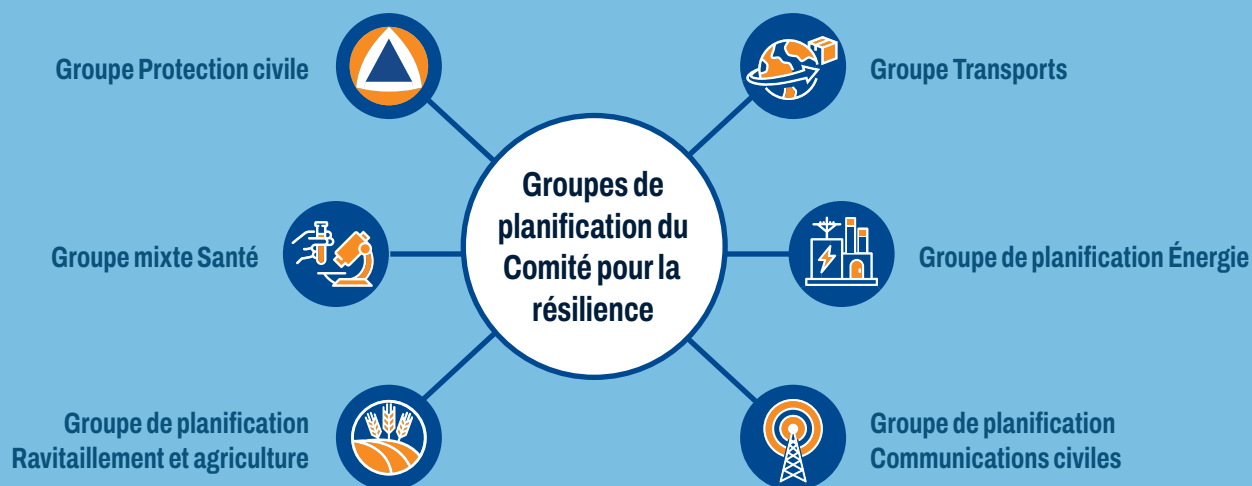 Groupe Protection civile
Groupe Transports
Groupes de
planification du
Comité pour la
résilience
Groupe mixte Santé
Groupe de planification Énergie
Groupe de planification
Ravitaillement et agriculture
Groupe de planification
Communications civiles